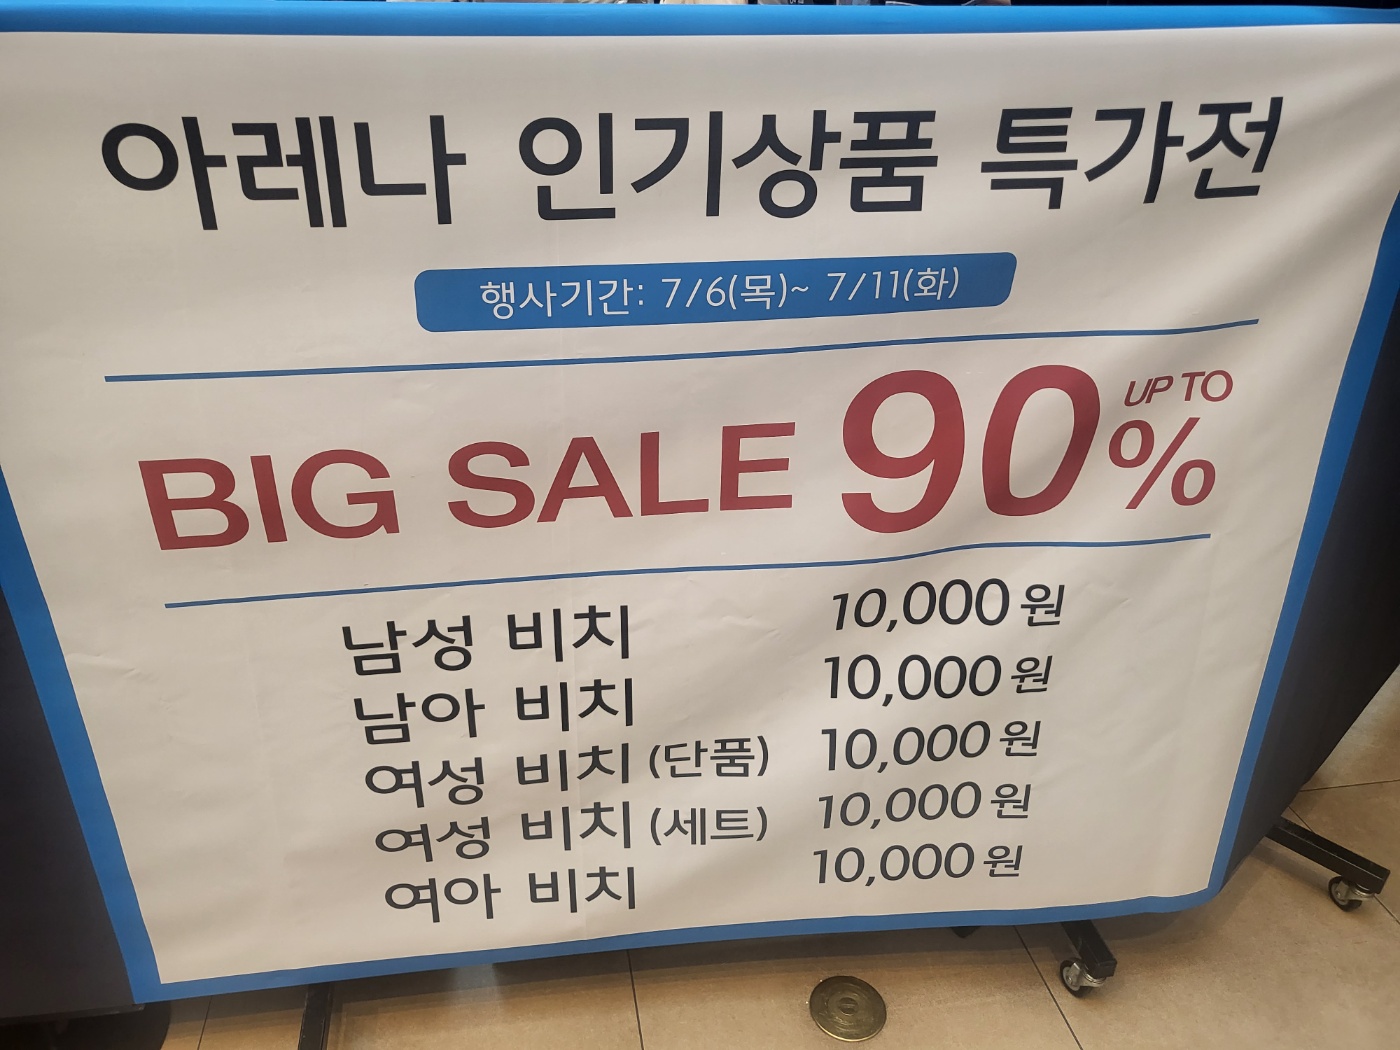 아레나 인기상품 특가전
행사기간: 7/6(목)~ 7/11(화)
BIG SALE 90% UP TO
남성 비치 10,000원
남아 비치 10,000원
여성 비치 (단품) 10,000원
여성 비치 (세트) 10,000원
여아 비치 10,000원